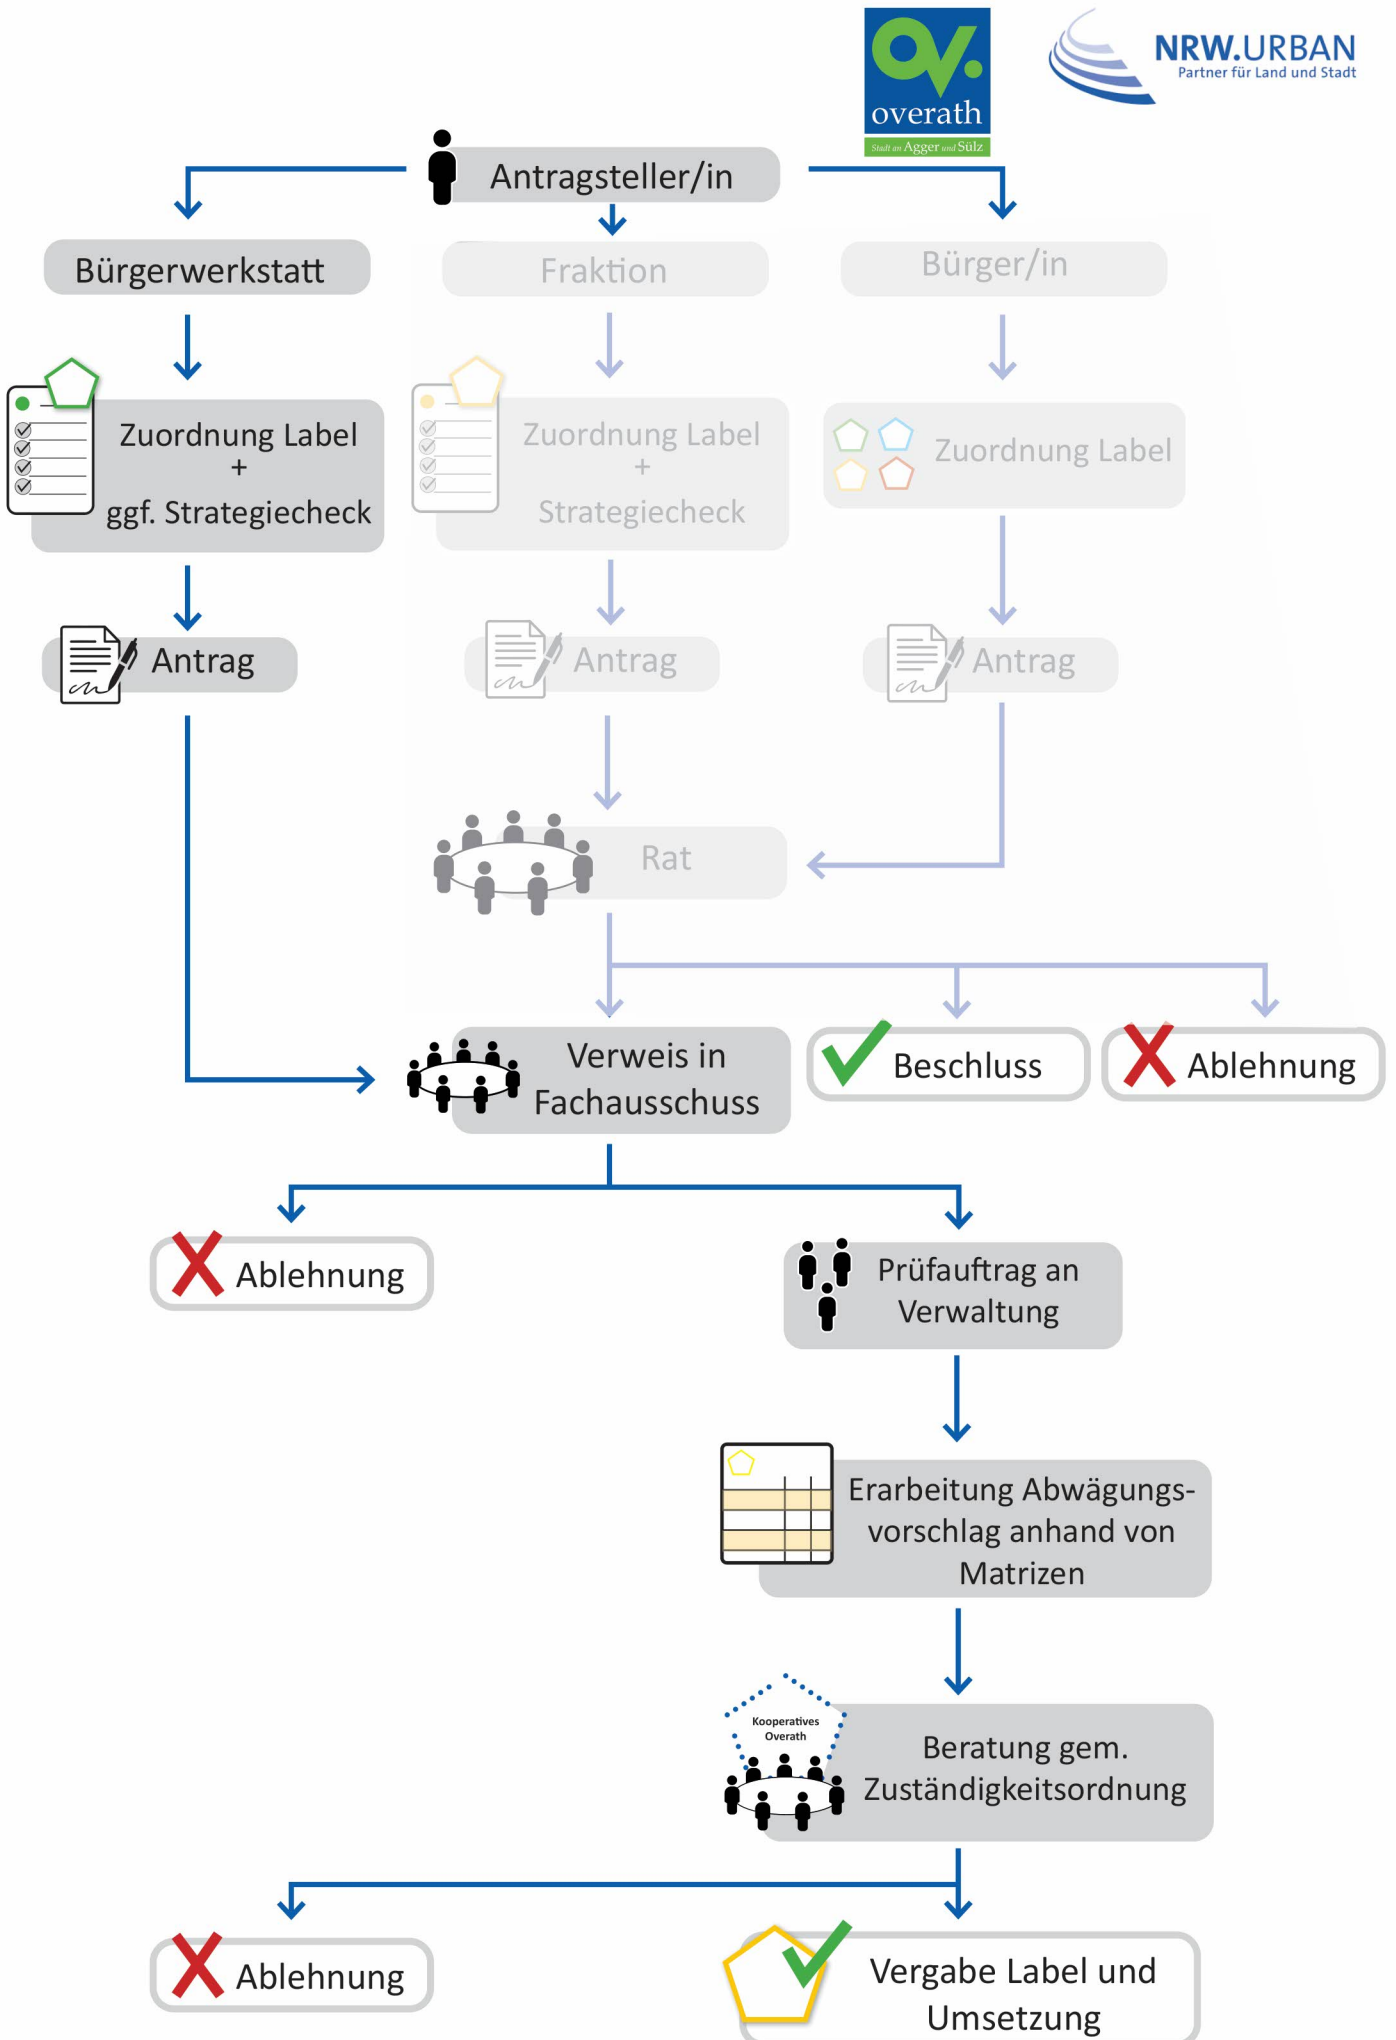 overath
Stadt an Agger und Sülz
NRW.URBAN
Partner für Land und Stadt
Antragsteller/in
Bürgerwerkstatt
Fraktion
Bürger/in
Zuordnung Label
+
ggf. Strategiecheck
Zuordnung Label
+
Strategiecheck
Zuordnung Label
Antrag
Antrag
Antrag
Rat
Verweis in
Fachausschuss
Beschluss
Ablehnung
Ablehnung
Prüfauftrag an
Verwaltung
Erarbeitung Abwägungs-
vorschlag anhand von
Matrizen
Kooperatives
Overath
Beratung gem.
Zuständigkeitsordnung
Ablehnung
Vergabe Label und
Umsetzung